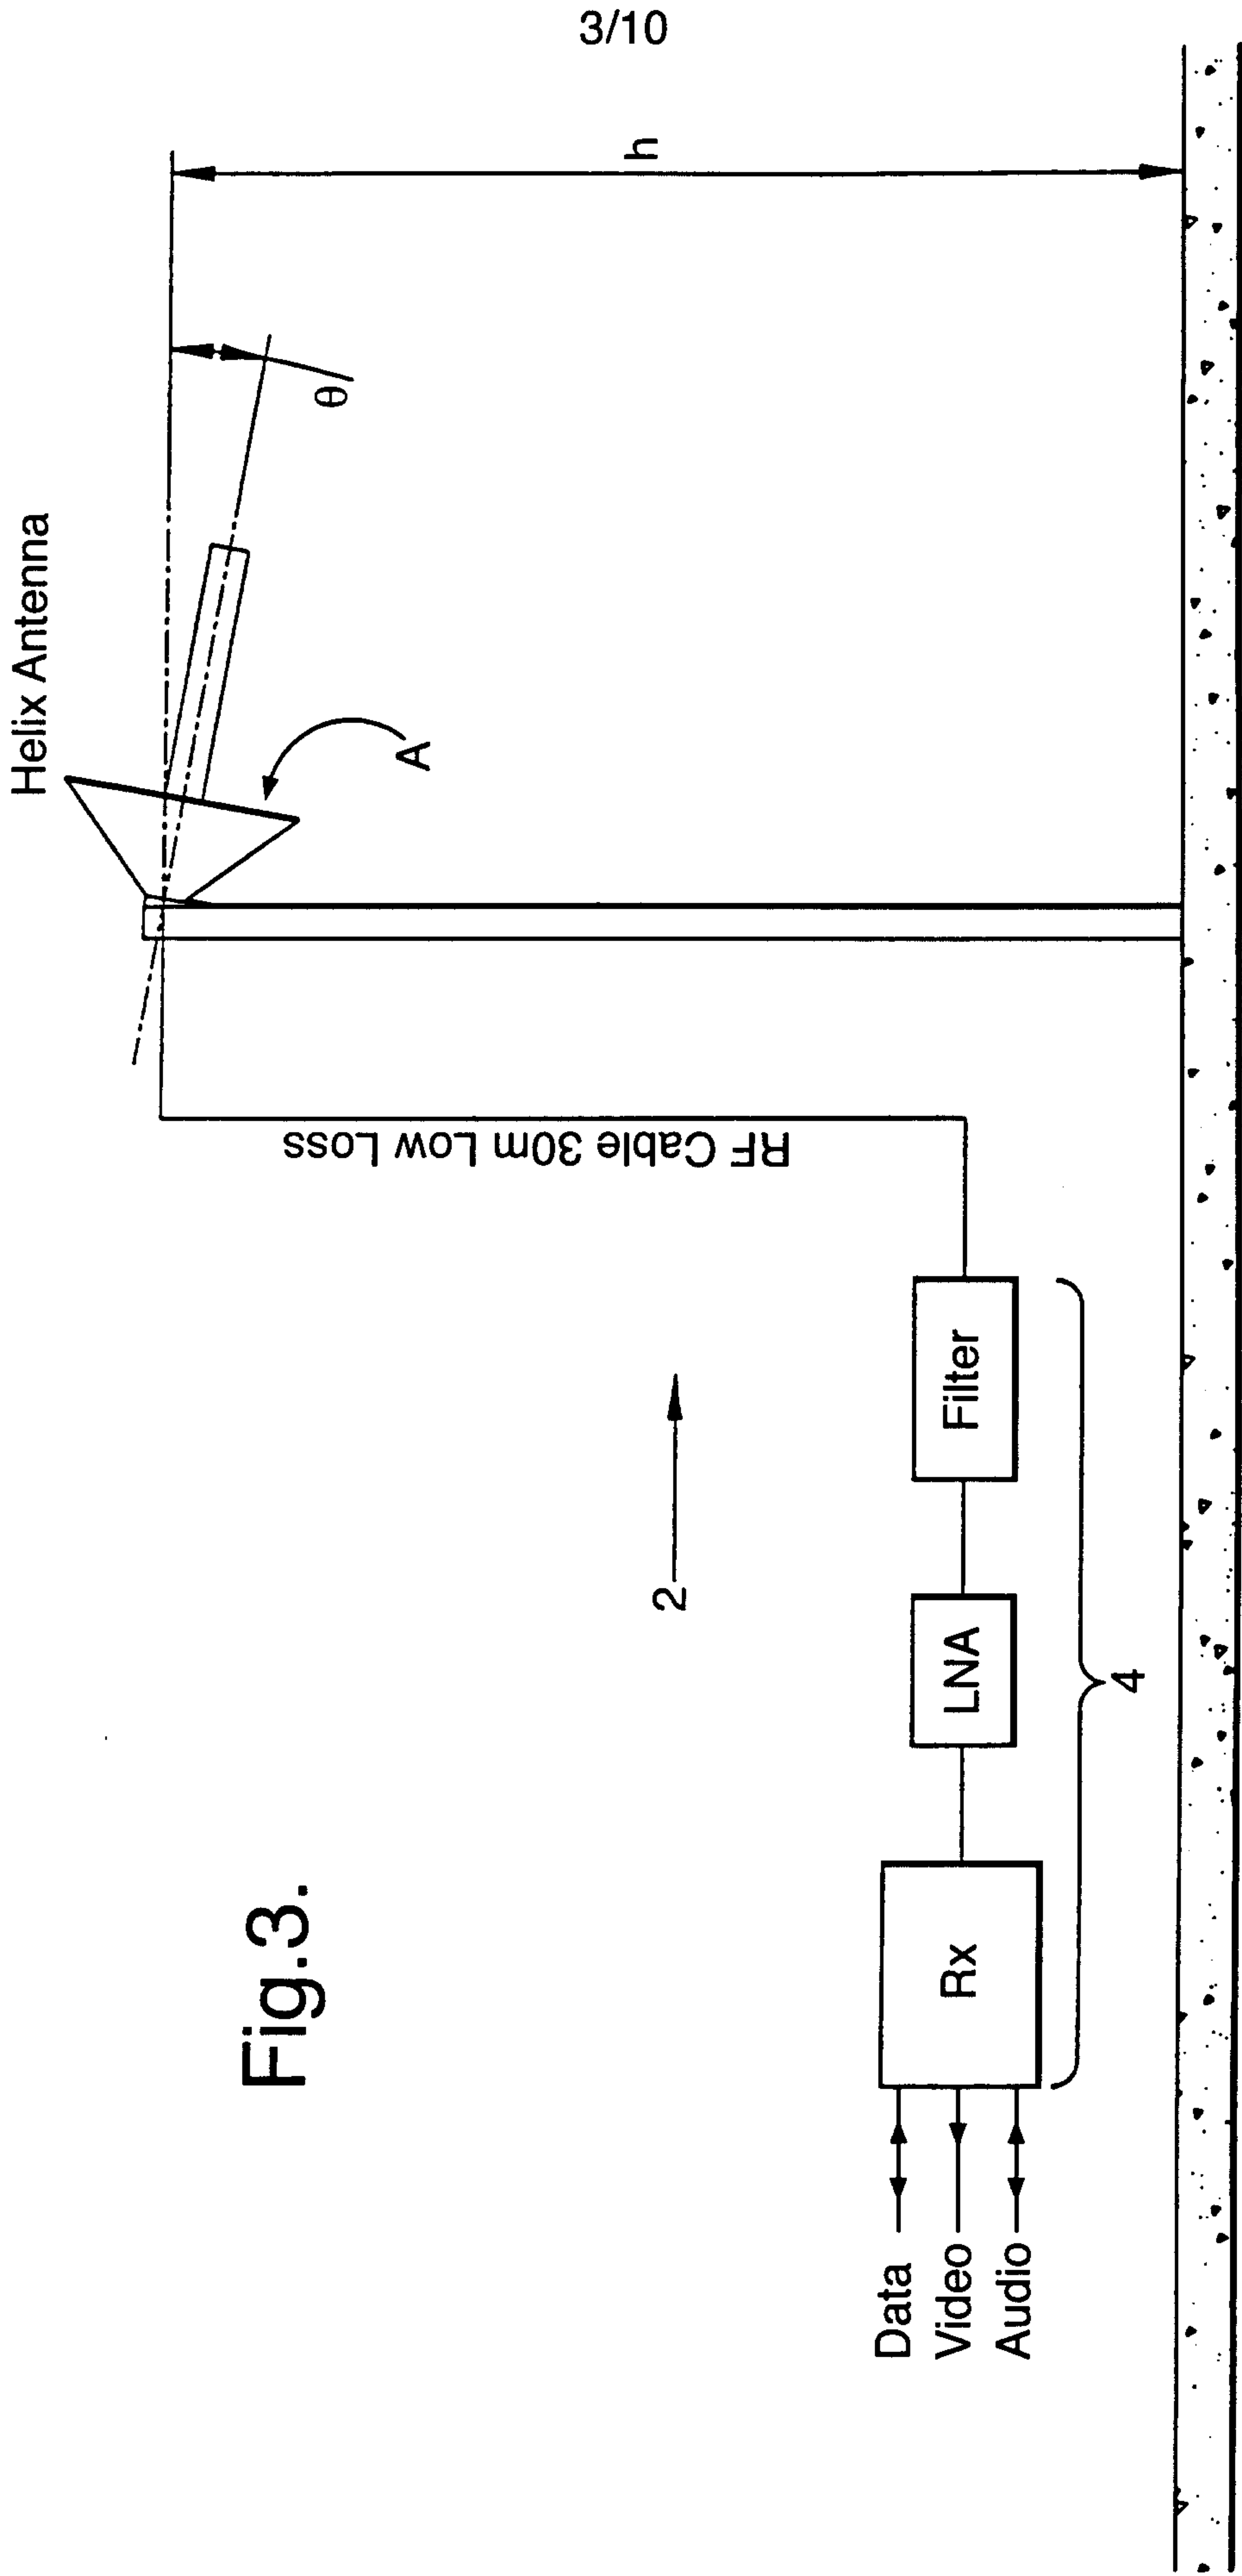 3/10
Helix Antenna
h
θ
A
RF Cable 30m Low Loss
2
Filter
LNA
Rx
4
Data
Video
Audio
Fig.3.